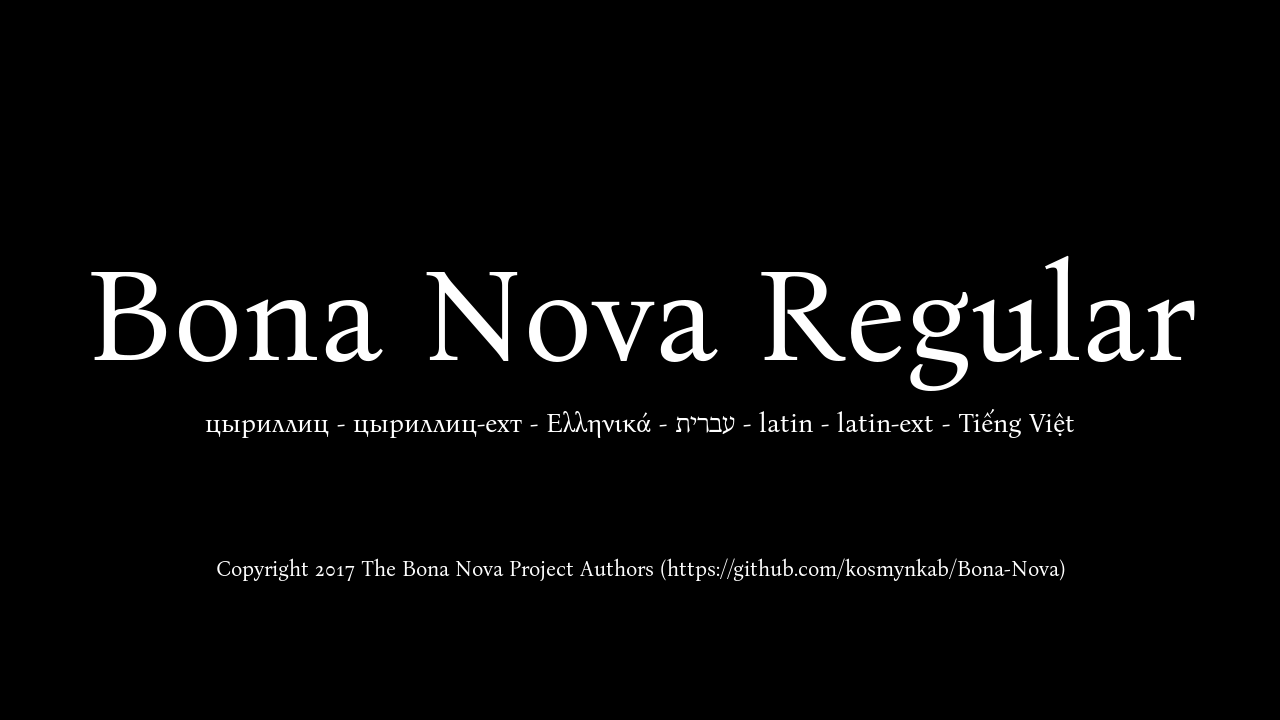 Bona Nova Regular
цыриллиц - цыриллиц-ехт - Ελληνικά - עברית - latin - latin-ext - Tiếng Việt
Copyright 2017 The Bona Nova Project Authors (https://github.com/kosmynkab/Bona-Nova)